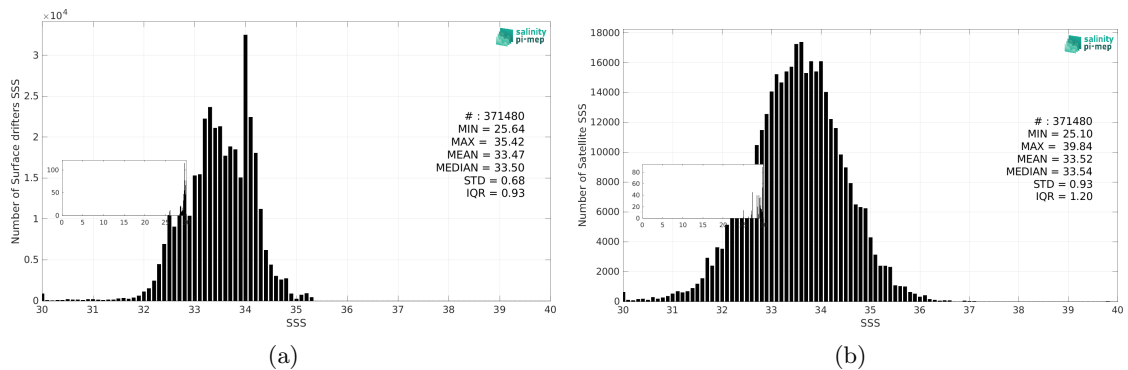 ×10⁴
3
2.5
2
1.5
1
0.5
0
Number of Surface drifters SSS
salinity
pi-mep
# : 371480
MIN = 25.64
MAX = 35.42
MEAN = 33.47
MEDIAN = 33.50
STD = 0.68
IQR = 0.93
100
50
0
0 5 10 15 20 25
30 31 32 33 34 35 36 37 38 39 40
SSS
(a)
18000
16000
14000
12000
10000
8000
6000
4000
2000
0
Number of Satellite SSS
salinity
pi-mep
# : 371480
MIN = 25.10
MAX = 39.84
MEAN = 33.52
MEDIAN = 33.54
STD = 0.93
IQR = 1.20
80
60
40
20
0
0 5 10 15 20 25
30 31 32 33 34 35 36 37 38 39 40
SSS
(b)